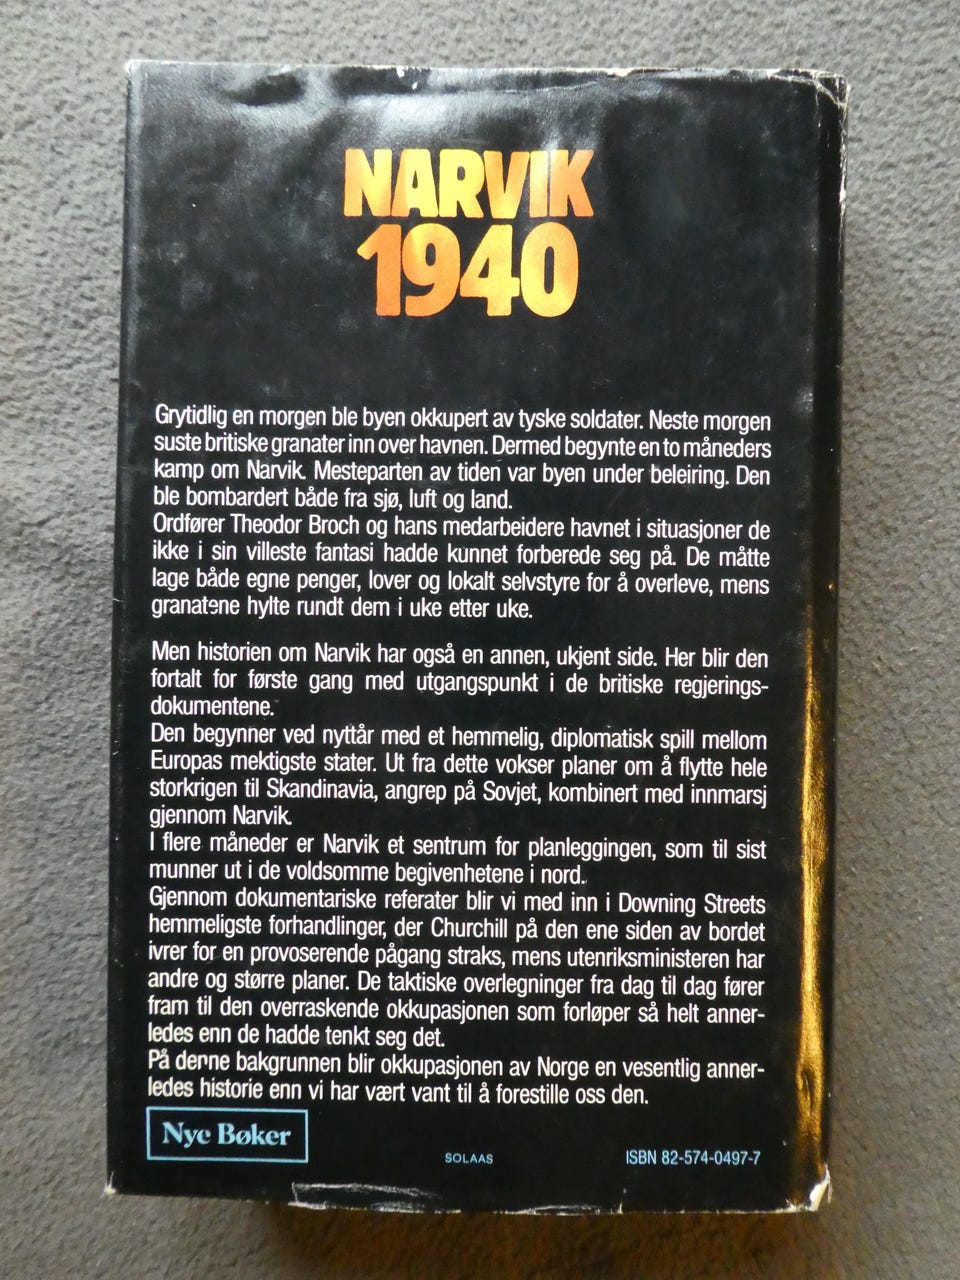 NARVIK
1940
Grytidlig en morgen ble byen okkupert av tyske soldater. Neste morgen
suste britiske granater inn over havnen. Dermed begynte en to måneders
kamp om Narvik. Mesteparten av tiden var byen under beleiring. Den
ble bombardert både fra sjø, luft og land.
Ordfører Theodor Broch og hans medarbeidere havnet i situasjoner de
ikke i sin villeste fantasi hadde kunnet forberede seg på. De måtte
lage både egne penger, lover og lokalt selvstyre for å overleve, mens
granatene hylte rundt dem i uke etter uke.
Men historien om Narvik har også en annen, ukjent side. Her blir den
fortalt for første gang med utgangspunkt i de britiske regjerings-
dokumentene.
Den begynner ved nyttår med et hemmelig, diplomatisk spill mellom
Europas mektigste stater. Ut fra dette vokser planer om å flytte hele
storkrigen til Skandinavia, angrep på Sovjet, kombinert med innmarsj
gjennom Narvik.
I flere måneder er Narvik et sentrum for planleggingen, som til sist
munner ut i de voldsomme begivenhetene i nord.
Gjennom dokumentariske referater blir vi med inn i Downing Streets
hemmeligste forhandlinger, der Churchill på den ene siden av bordet
ivrer for en provoserende pågang straks, mens utenriksministeren har
andre og større planer. De taktiske overlegninger fra dag til dag fører
fram til den overraskende okkupasjonen som forløper så helt anner-
ledes enn de hadde tenkt seg det.
På denne bakgrunnen blir okkupasjonen av Norge en vesentlig anner-
ledes historie enn vi har vært vant til å forestille oss den.
Nye Bøker
SOLAAS
ISBN 82-574-0497-7